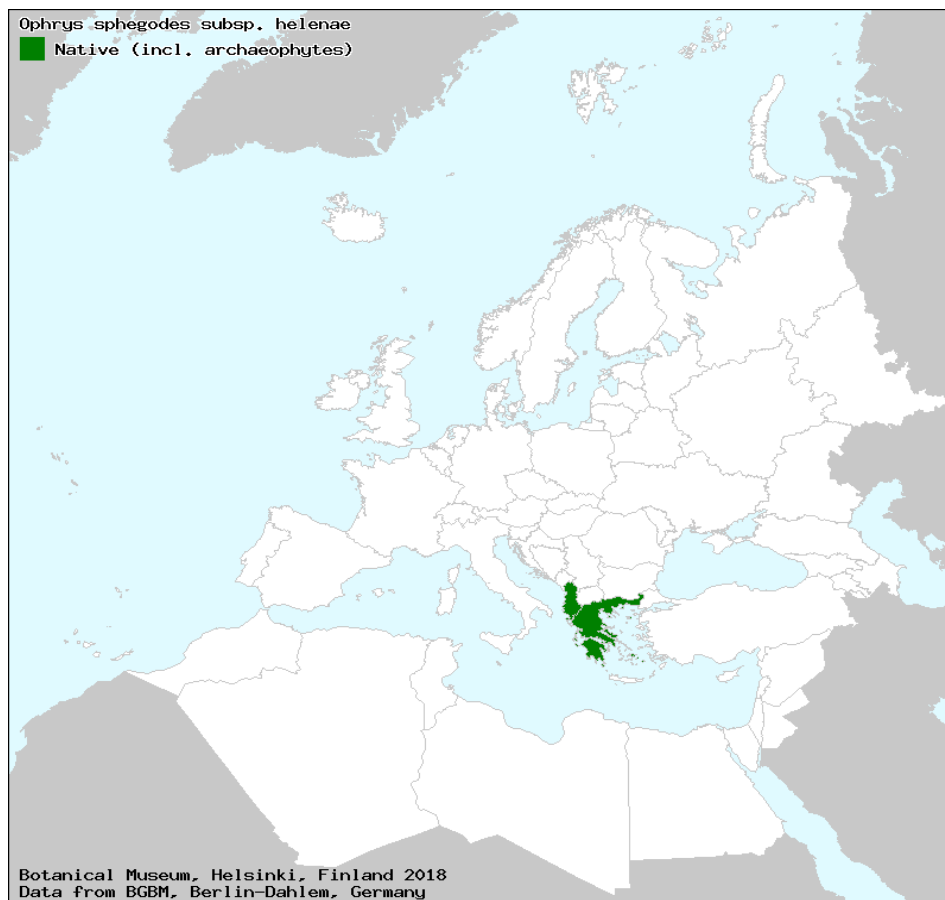 Ophrys sphegodes subsp. helenae
Native (incl. archaeophytes)
Botanical Museum, Helsinki, Finland 2018
Data from BGBM, Berlin-Dahlem, Germany